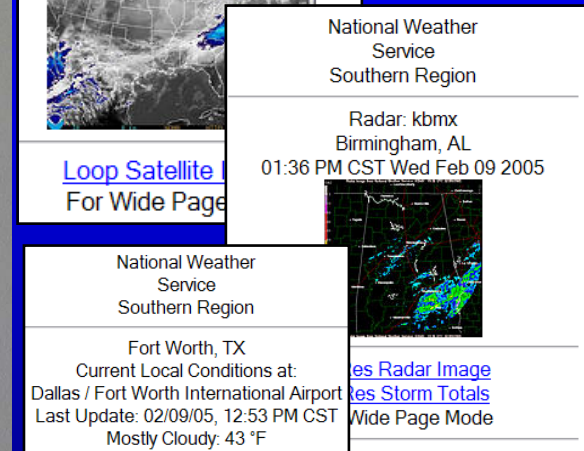 Loop Satellite
For Wide Page
National Weather
Service
Southern Region
Radar: kbmx
Birmingham, AL
01:36 PM CST Wed Feb 09 2005
Res Radar Image
Res Storm Totals
Wide Page Mode
National Weather
Service
Southern Region
Fort Worth, TX
Current Local Conditions at:
Dallas / Fort Worth International Airport
Last Update: 02/09/05, 12:53 PM CST
Mostly Cloudy: 43 °F